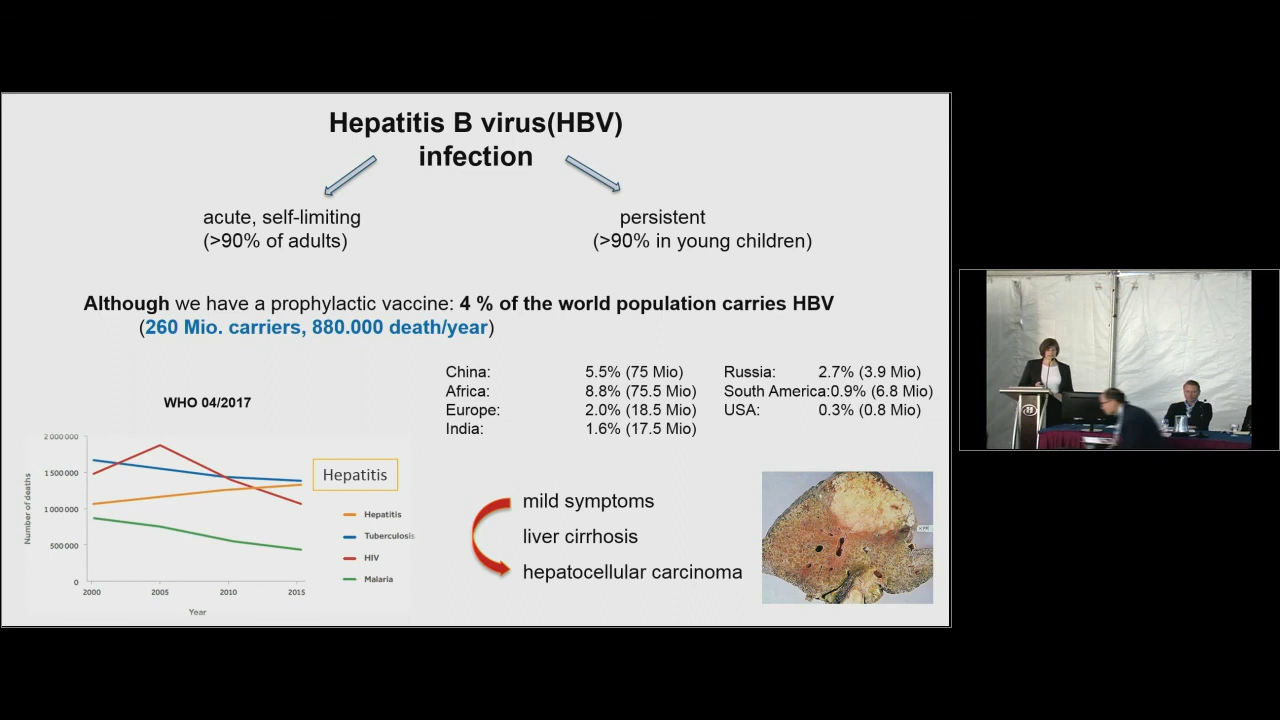 Hepatitis B virus(HBV)
infection
acute, self-limiting
(>90% of adults)
persistent
(>90% in young children)
Although we have a prophylactic vaccine: 4 % of the world population carries HBV
(260 Mio. carriers, 880.000 death/year)
China: 5.5% (75 Mio)
Africa: 8.8% (75.5 Mio)
Europe: 2.0% (18.5 Mio)
India: 1.6% (17.5 Mio)
Russia: 2.7% (3.9 Mio)
South America:0.9% (6.8 Mio)
USA: 0.3% (0.8 Mio)
WHO 04/2017
Number of deaths
2 000 000
1 500 000
1 000 000
500 000
0
2000 2005 2010 2015
Year
Hepatitis
Hepatitis
Tuberculosis
HIV
Malaria
mild symptoms
liver cirrhosis
hepatocellular carcinoma